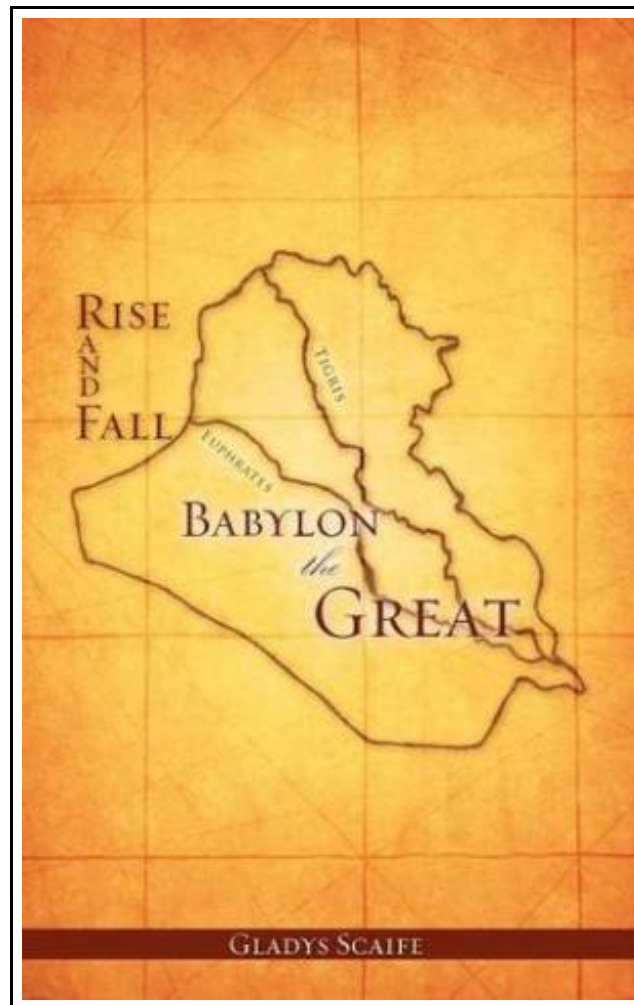 RISE
AND
FALL
TIGRIS
EUPHRATES
BABYLON
the
GREAT
GLADYS SCAIFE